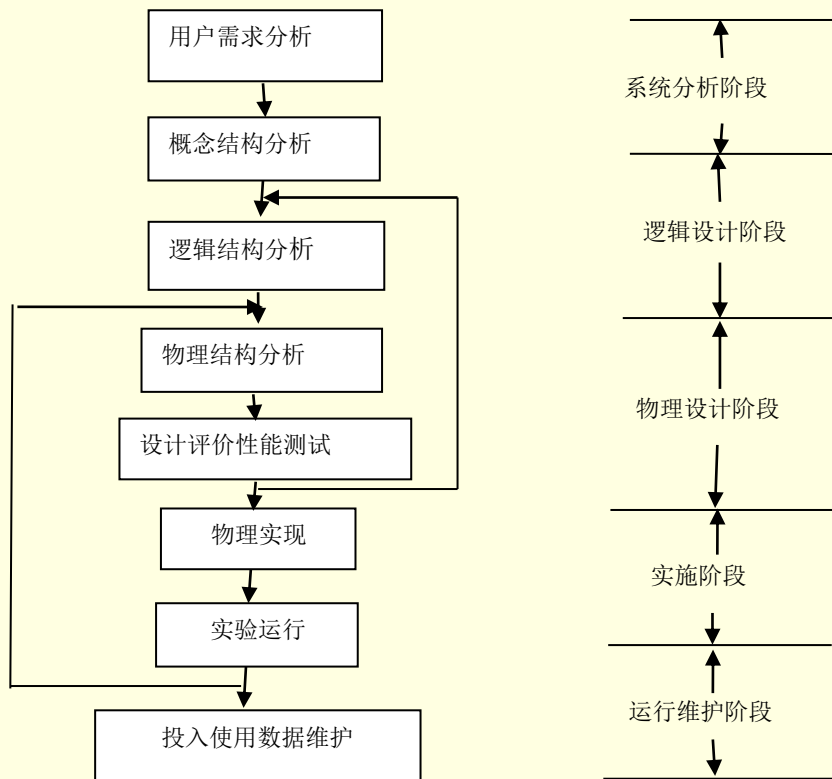 用户需求分析
概念结构分析
逻辑结构分析
物理结构分析
设计评价性能测试
物理实现
实验运行
投入使用数据维护
系统分析阶段
逻辑设计阶段
物理设计阶段
实施阶段
运行维护阶段